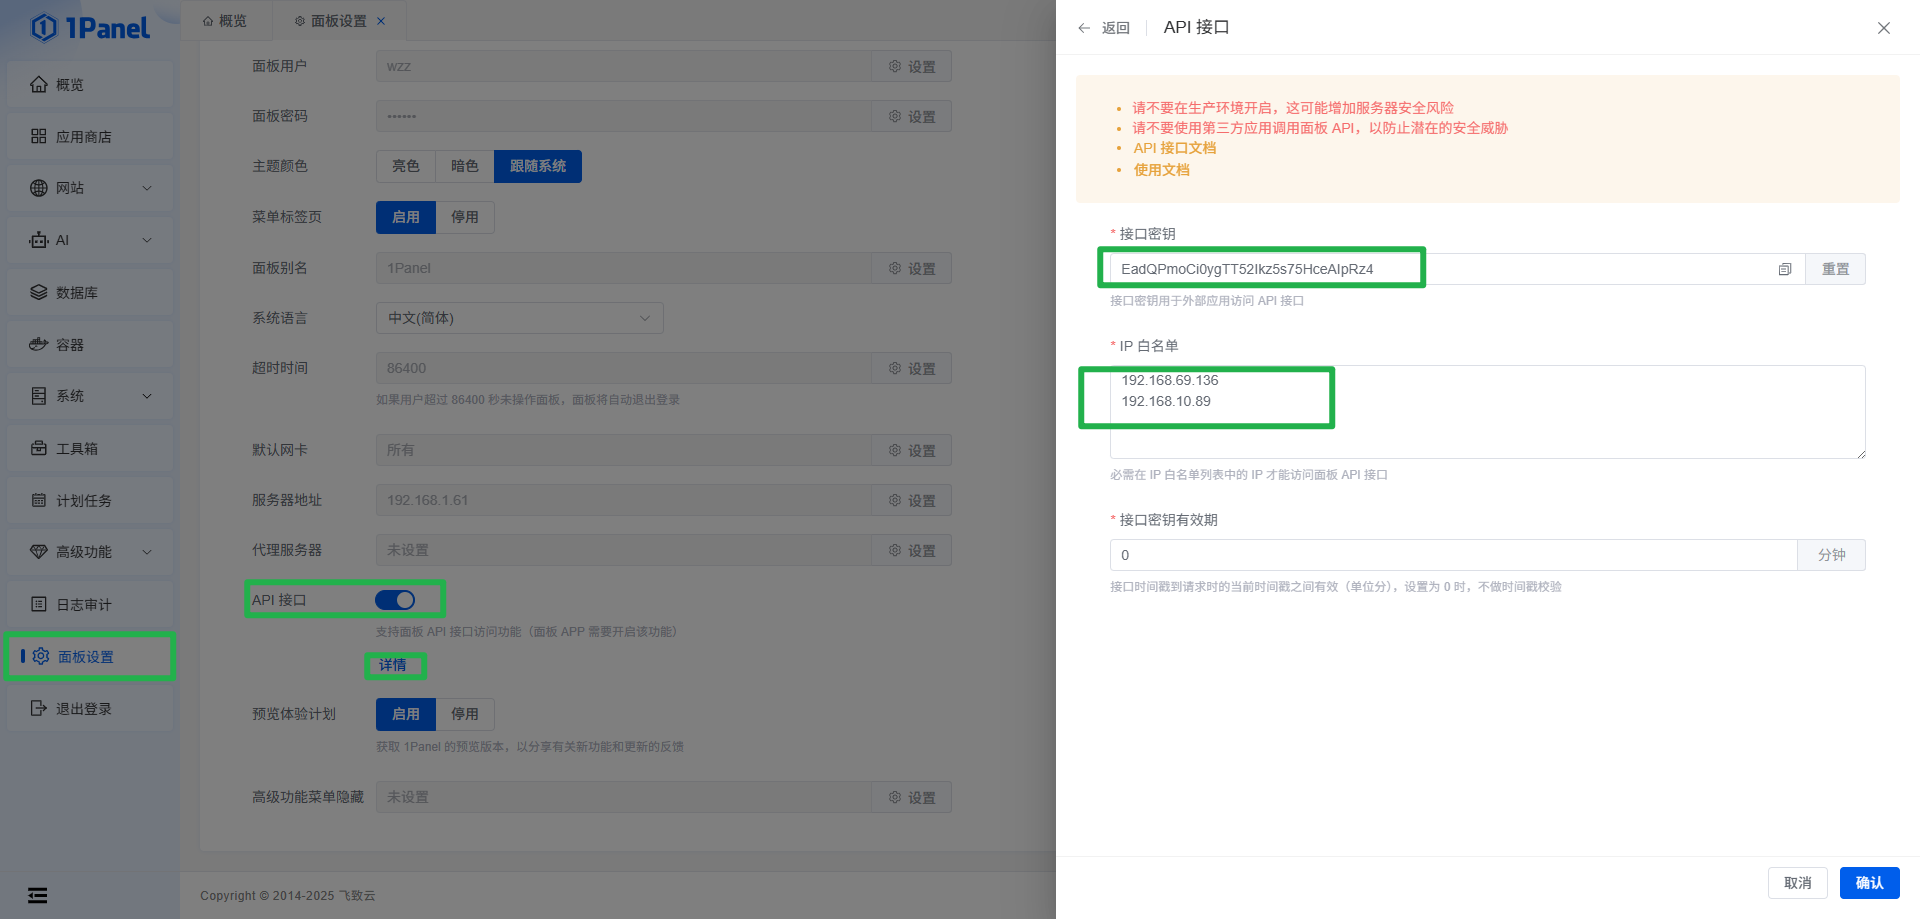 1Panel
概览
应用商店
网站
AI
数据库
容器
系统
工具箱
计划任务
高级功能
日志审计
面板设置
退出登录
概览
面板设置
面板用户 wzz 设置
面板密码 •••••• 设置
主题颜色 亮色 暗色 跟随系统
菜单标签页 启用 停用
面板别名 1Panel 设置
系统语言 中文(简体)
超时时间 86400 设置
如果用户超过 86400 秒未操作面板，面板将自动退出登录
默认网卡 所有 设置
服务器地址 192.168.1.61 设置
代理服务器 未设置 设置
API 接口
支持面板 API 接口访问功能（面板 APP 需要开启该功能）
详情
预览体验计划 启用 停用
获取 1Panel 的预览版本，以分享有关新功能和更新的反馈
高级功能菜单隐藏 未设置 设置
Copyright © 2014-2025 飞致云
返回 API 接口
请不要在生产环境开启，这可能增加服务器安全风险
请不要使用第三方应用调用面板 API，以防止潜在的安全威胁
API 接口文档
使用文档
* 接口密钥
EadQPmoCi0ygTT52Ikz5s75HceAIpRz4 重置
接口密钥用于外部应用访问 API 接口
* IP 白名单
192.168.69.136
192.168.10.89
必需在 IP 白名单列表中的 IP 才能访问面板 API 接口
* 接口密钥有效期
0 分钟
接口时间戳到请求时的当前时间戳之间有效（单位分），设置为 0 时，不做时间戳校验
取消 确认